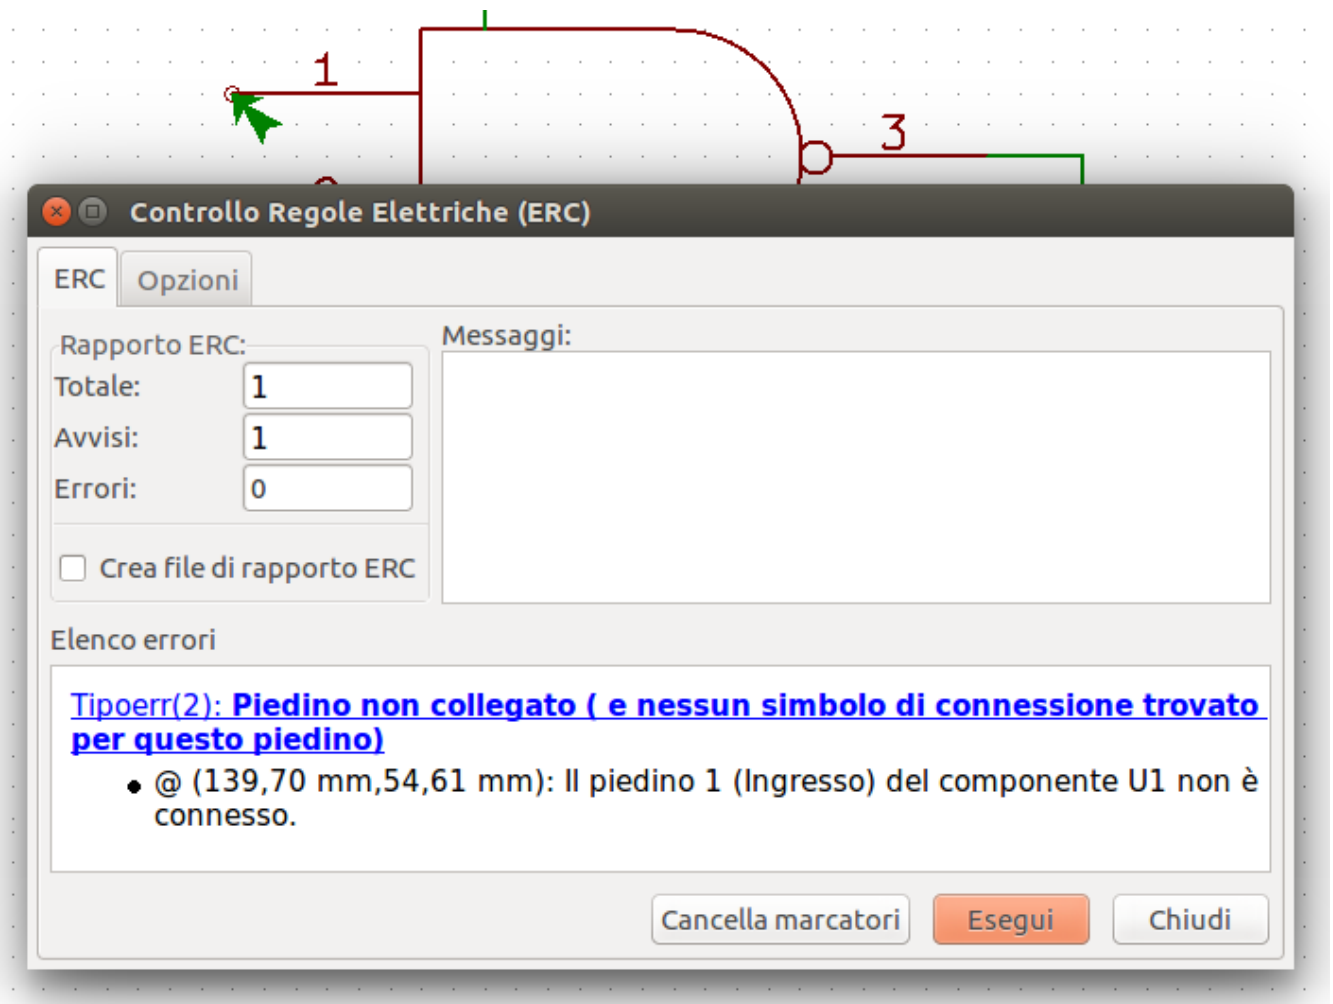 1
3
Controllo Regole Elettriche (ERC)
ERC
Opzioni
Rapporto ERC:
Messaggi:
Totale:
1
Avvisi:
1
Errori:
0
Crea file di rapporto ERC
Elenco errori
Tipoerr(2): Piedino non collegato ( e nessun simbolo di connessione trovato
per questo piedino)
@ (139,70 mm,54,61 mm): Il piedino 1 (Ingresso) del componente U1 non è
connesso.
Cancella marcatori
Esegui
Chiudi